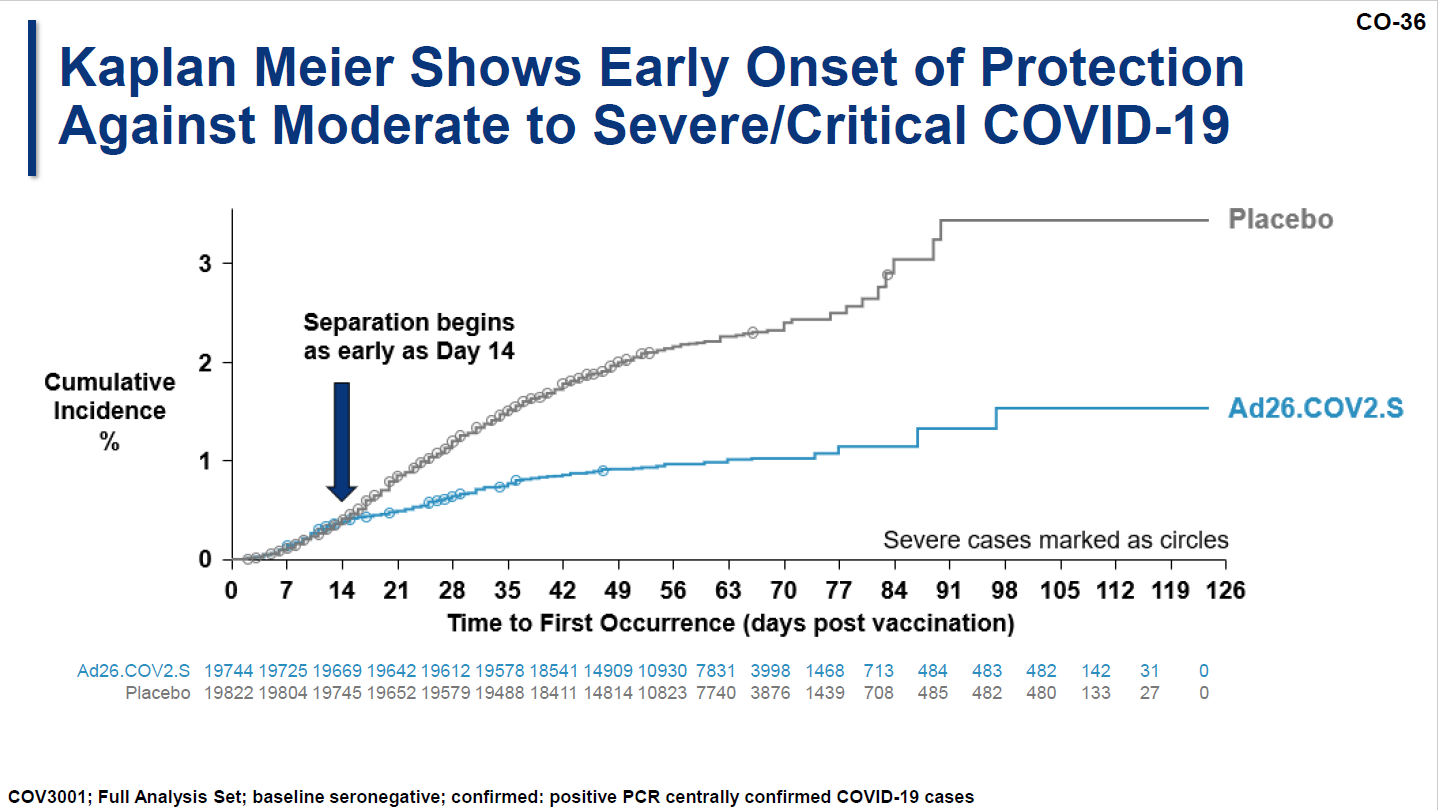 CO-36
Kaplan Meier Shows Early Onset of Protection
Against Moderate to Severe/Critical COVID-19
Placebo
3
Separation begins
as early as Day 14
2
Cumulative
Incidence
%
Ad26.COV2.S
1
Severe cases marked as circles
0
0 7 14 21 28 35 42 49 56 63 70 77 84 91 98 105 112 119 126
Time to First Occurrence (days post vaccination)
Ad26.COV2.S 19744 19725 19669 19642 19612 19578 18541 14909 10930 7831 3998 1468 713 484 483 482 142 31 0
Placebo 19822 19804 19745 19652 19579 19488 18411 14814 10823 7740 3876 1439 708 485 482 480 133 27 0
COV3001; Full Analysis Set; baseline seronegative; confirmed: positive PCR centrally confirmed COVID-19 cases